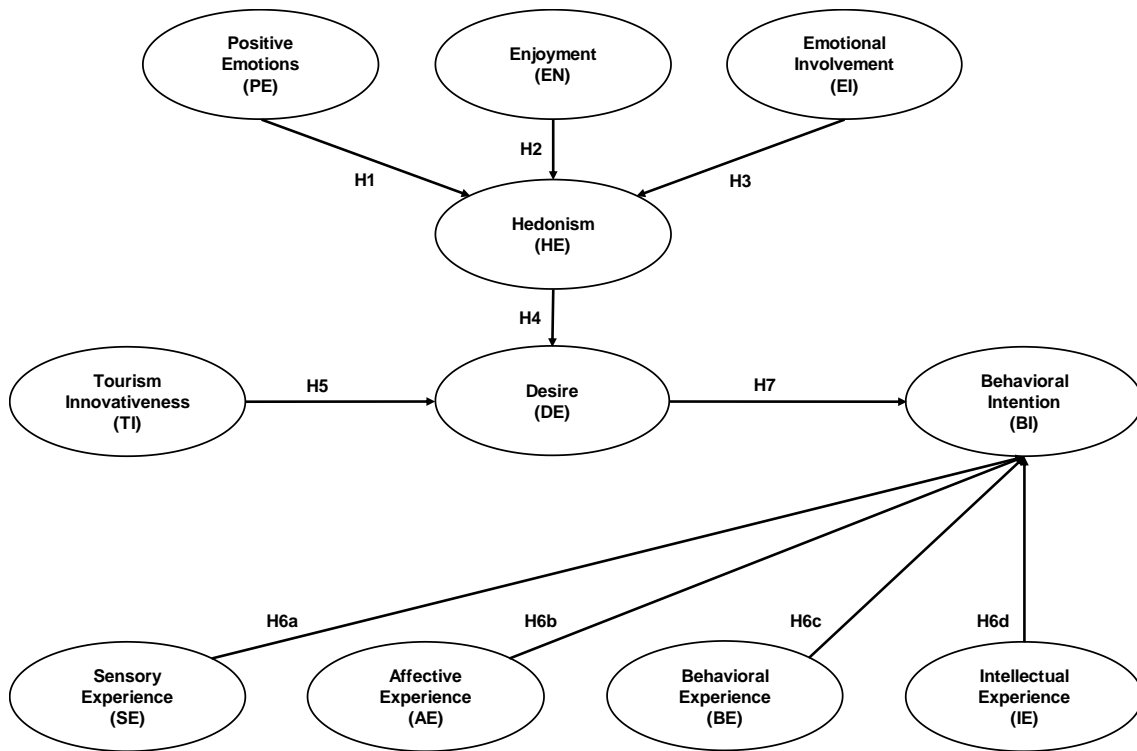 Positive
Emotions
(PE)
Enjoyment
(EN)
Emotional
Involvement
(EI)
H1
H2
H3
Hedonism
(HE)
H4
Tourism
Innovativeness
(TI)
H5
Desire
(DE)
H7
Behavioral
Intention
(BI)
H6a
H6b
H6c
H6d
Sensory
Experience
(SE)
Affective
Experience
(AE)
Behavioral
Experience
(BE)
Intellectual
Experience
(IE)